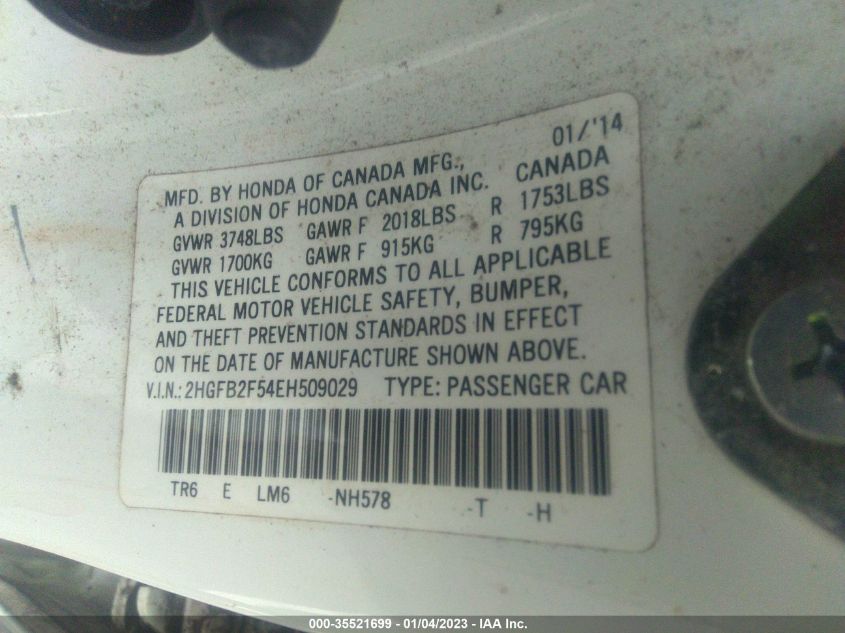 01/'14
MFD. BY HONDA OF CANADA MFG.,
A DIVISION OF HONDA CANADA INC. CANADA
GVWR 3748LBS GAWR F 2018LBS R 1753LBS
GVWR 1700KG GAWR F 915KG R 795KG
THIS VEHICLE CONFORMS TO ALL APPLICABLE
FEDERAL MOTOR VEHICLE SAFETY, BUMPER,
AND THEFT PREVENTION STANDARDS IN EFFECT
ON THE DATE OF MANUFACTURE SHOWN ABOVE.
V.I.N.: 2HGFB2F54EH509029 TYPE: PASSENGER CAR
TR6 E LM6 -NH578 -T -H
000-35521699 - 01/04/2023 - IAA Inc.